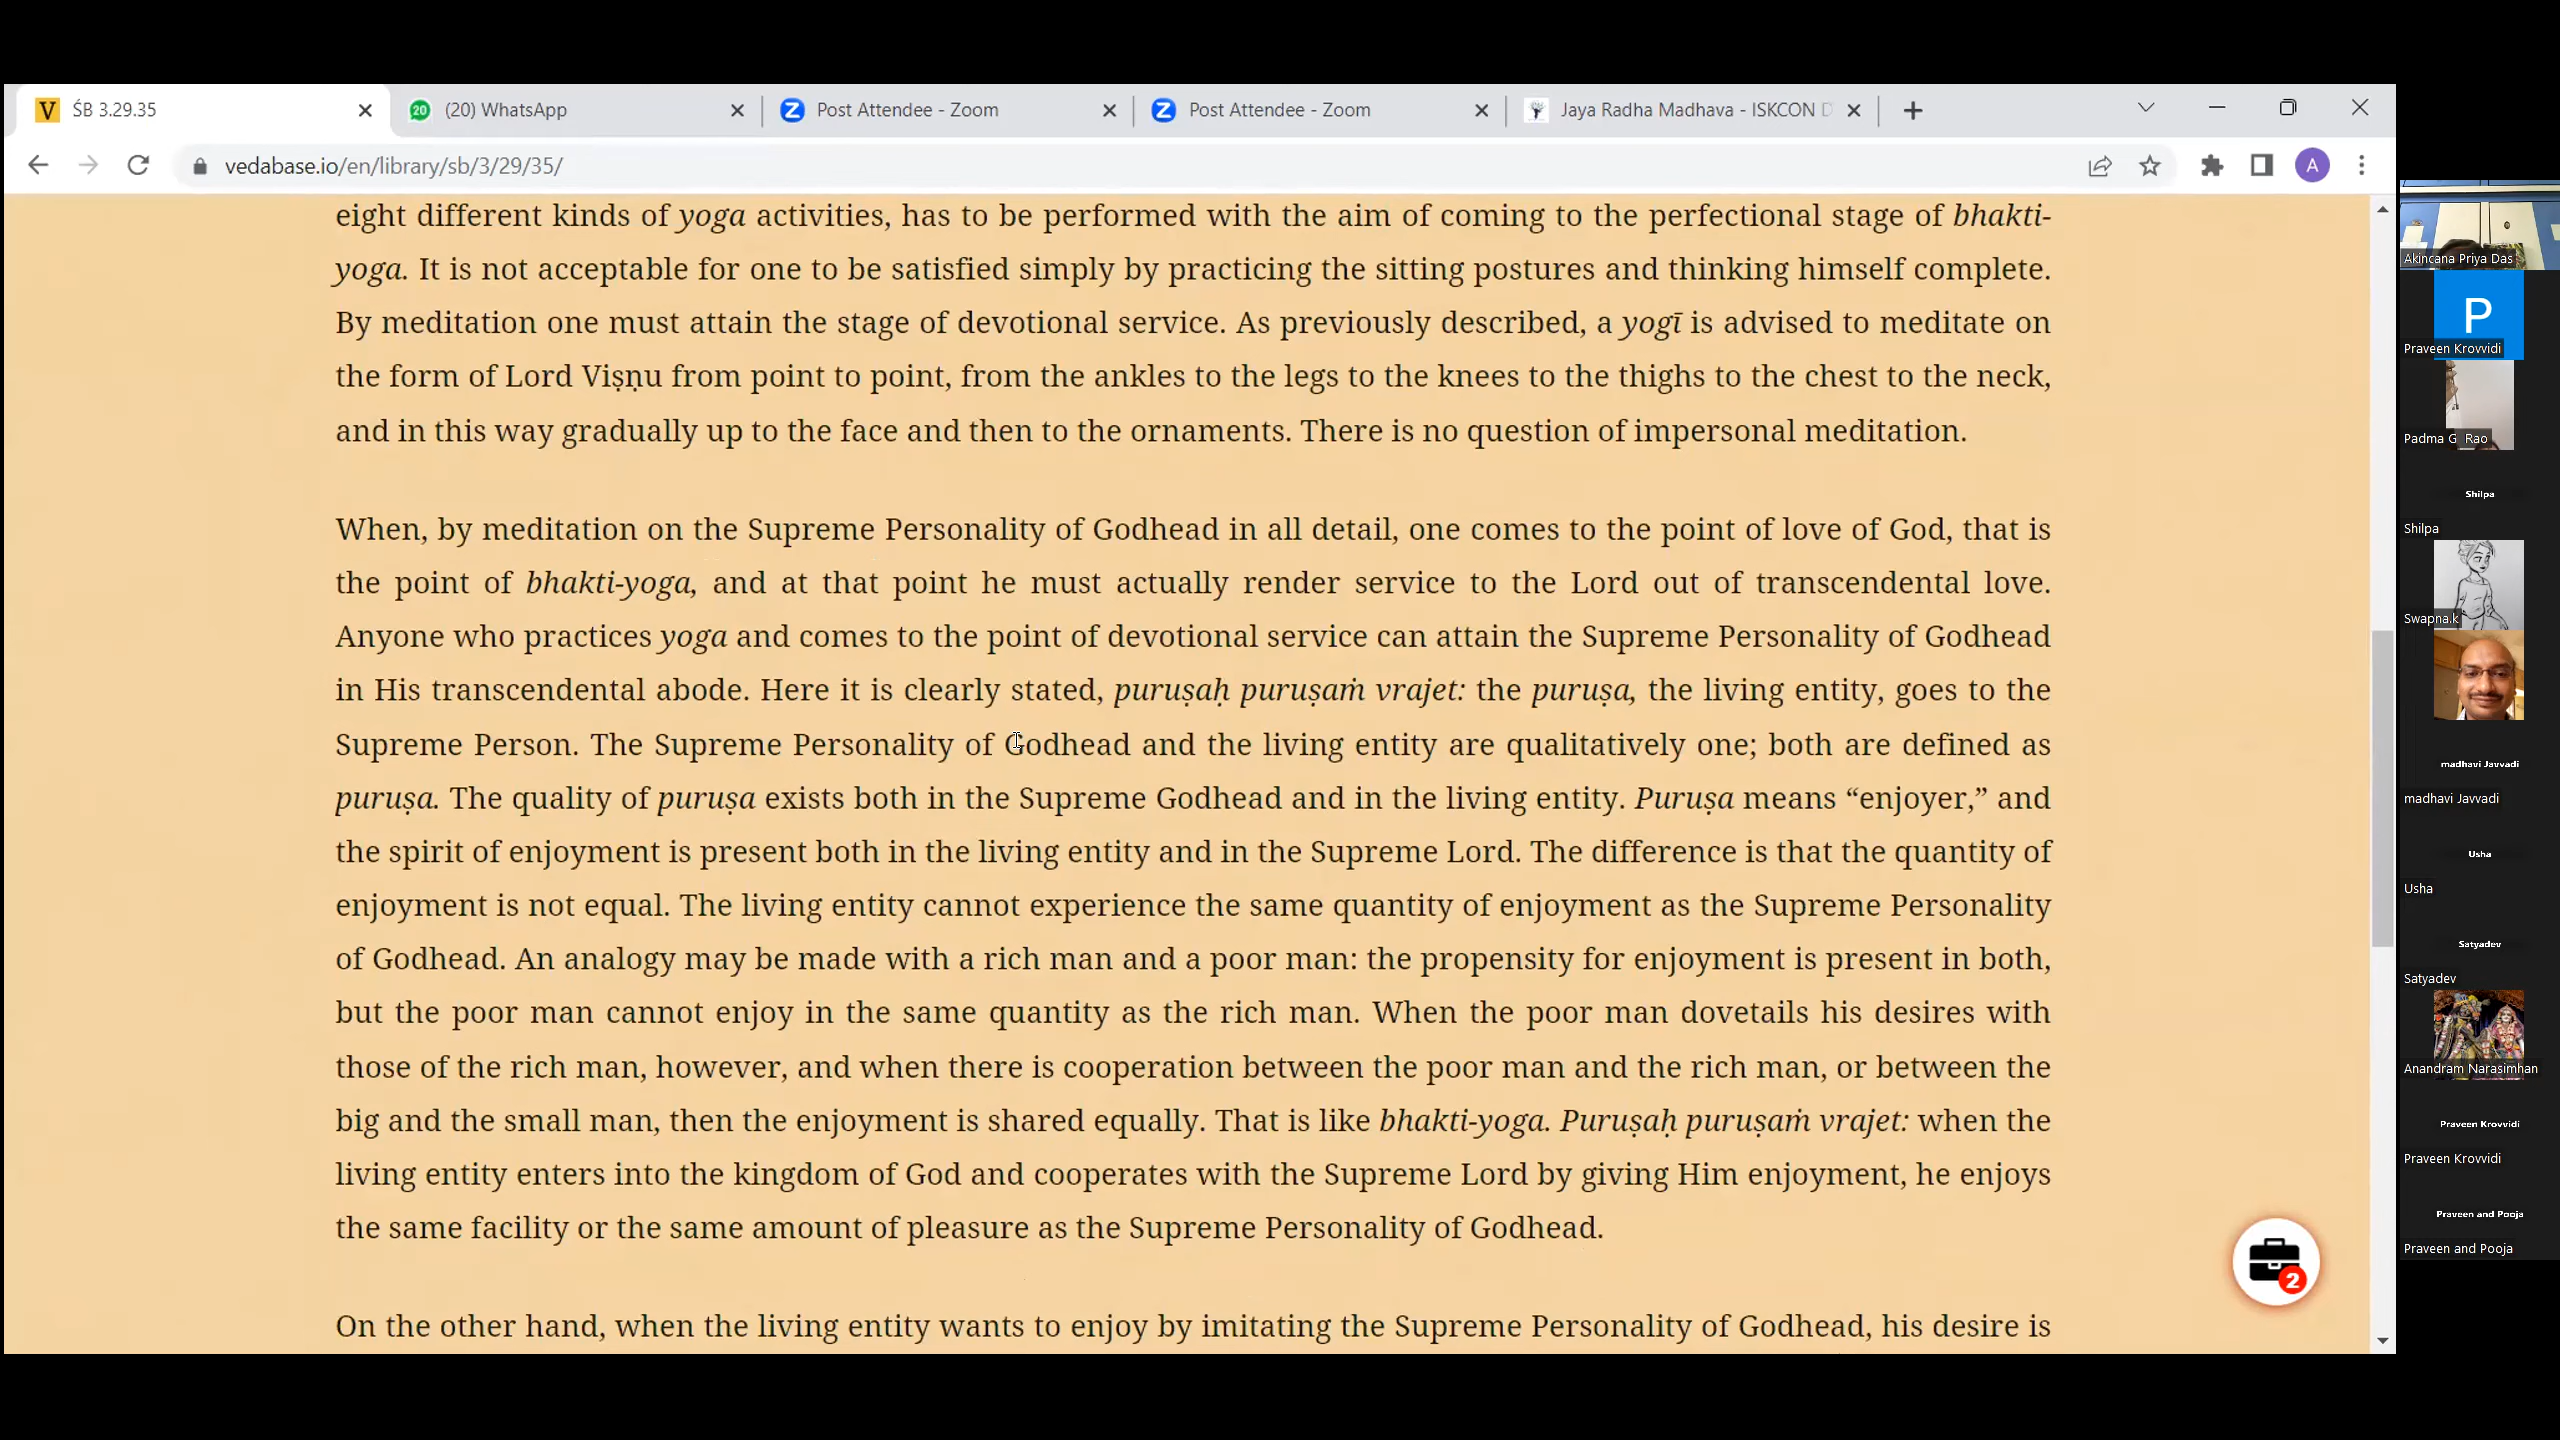 ŚB 3.29.35
20
(20) WhatsApp
Post Attendee - Zoom
Post Attendee - Zoom
Jaya Radha Madhava - ISKCON D
vedabase.io/en/library/sb/3/29/35/
A
eight different kinds of yoga activities, has to be performed with the aim of coming to the perfectional stage of bhakti-
yoga. It is not acceptable for one to be satisfied simply by practicing the sitting postures and thinking himself complete.
By meditation one must attain the stage of devotional service. As previously described, a yogī is advised to meditate on
the form of Lord Viṣṇu from point to point, from the ankles to the legs to the knees to the thighs to the chest to the neck,
and in this way gradually up to the face and then to the ornaments. There is no question of impersonal meditation.
When, by meditation on the Supreme Personality of Godhead in all detail, one comes to the point of love of God, that is
the point of bhakti-yoga, and at that point he must actually render service to the Lord out of transcendental love.
Anyone who practices yoga and comes to the point of devotional service can attain the Supreme Personality of Godhead
in His transcendental abode. Here it is clearly stated, puruṣaḥ puruṣaṁ vrajet: the puruṣa, the living entity, goes to the
Supreme Person. The Supreme Personality of Godhead and the living entity are qualitatively one; both are defined as
puruṣa. The quality of puruṣa exists both in the Supreme Godhead and in the living entity. Puruṣa means “enjoyer,” and
the spirit of enjoyment is present both in the living entity and in the Supreme Lord. The difference is that the quantity of
enjoyment is not equal. The living entity cannot experience the same quantity of enjoyment as the Supreme Personality
of Godhead. An analogy may be made with a rich man and a poor man: the propensity for enjoyment is present in both,
but the poor man cannot enjoy in the same quantity as the rich man. When the poor man dovetails his desires with
those of the rich man, however, and when there is cooperation between the poor man and the rich man, or between the
big and the small man, then the enjoyment is shared equally. That is like bhakti-yoga. Puruṣaḥ puruṣaṁ vrajet: when the
living entity enters into the kingdom of God and cooperates with the Supreme Lord by giving Him enjoyment, he enjoys
the same facility or the same amount of pleasure as the Supreme Personality of Godhead.
On the other hand, when the living entity wants to enjoy by imitating the Supreme Personality of Godhead, his desire is
2
Akincana Priya Das
P
Praveen Krovvidi
Padma G Rao
Shilpa
Shilpa
Swapna.k
madhavi Javvadi
madhavi Javvadi
Usha
Usha
Satyadev
Satyadev
Anandram Narasimhan
Praveen Krovvidi
Praveen Krovvidi
Praveen and Pooja
Praveen and Pooja